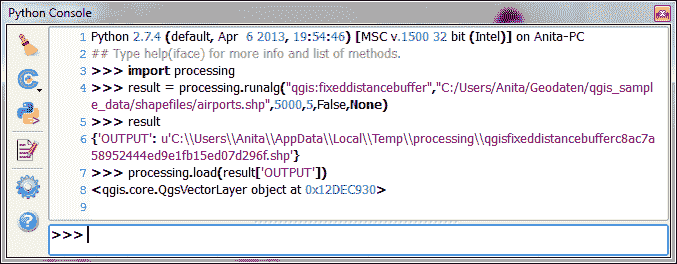 Python Console
1 Python 2.7.4 (default, Apr  6 2013, 19:54:46) [MSC v.1500 32 bit (Intel)] on Anita-PC
2 ## Type help(iface) for more info and list of methods.
3 >>> import processing
4 >>> result = processing.runalg("qgis:fixeddistancebuffer","C:/Users/Anita/Geodaten/qgis_sam
ple_data/shapefiles/airports.shp",5000,5,False,None)
5 >>> result
6 {'OUTPUT': u'C:\\Users\\Anita\\AppData\\Local\\Temp\\processing\\qgisfixeddistancebufferc8ac7a
58952444ed9e1fb15ed07d296f.shp'}
7 >>> processing.load(result['OUTPUT'])
8 <qgis.core.QgsVectorLayer object at 0x12DEC930>
9
>>>